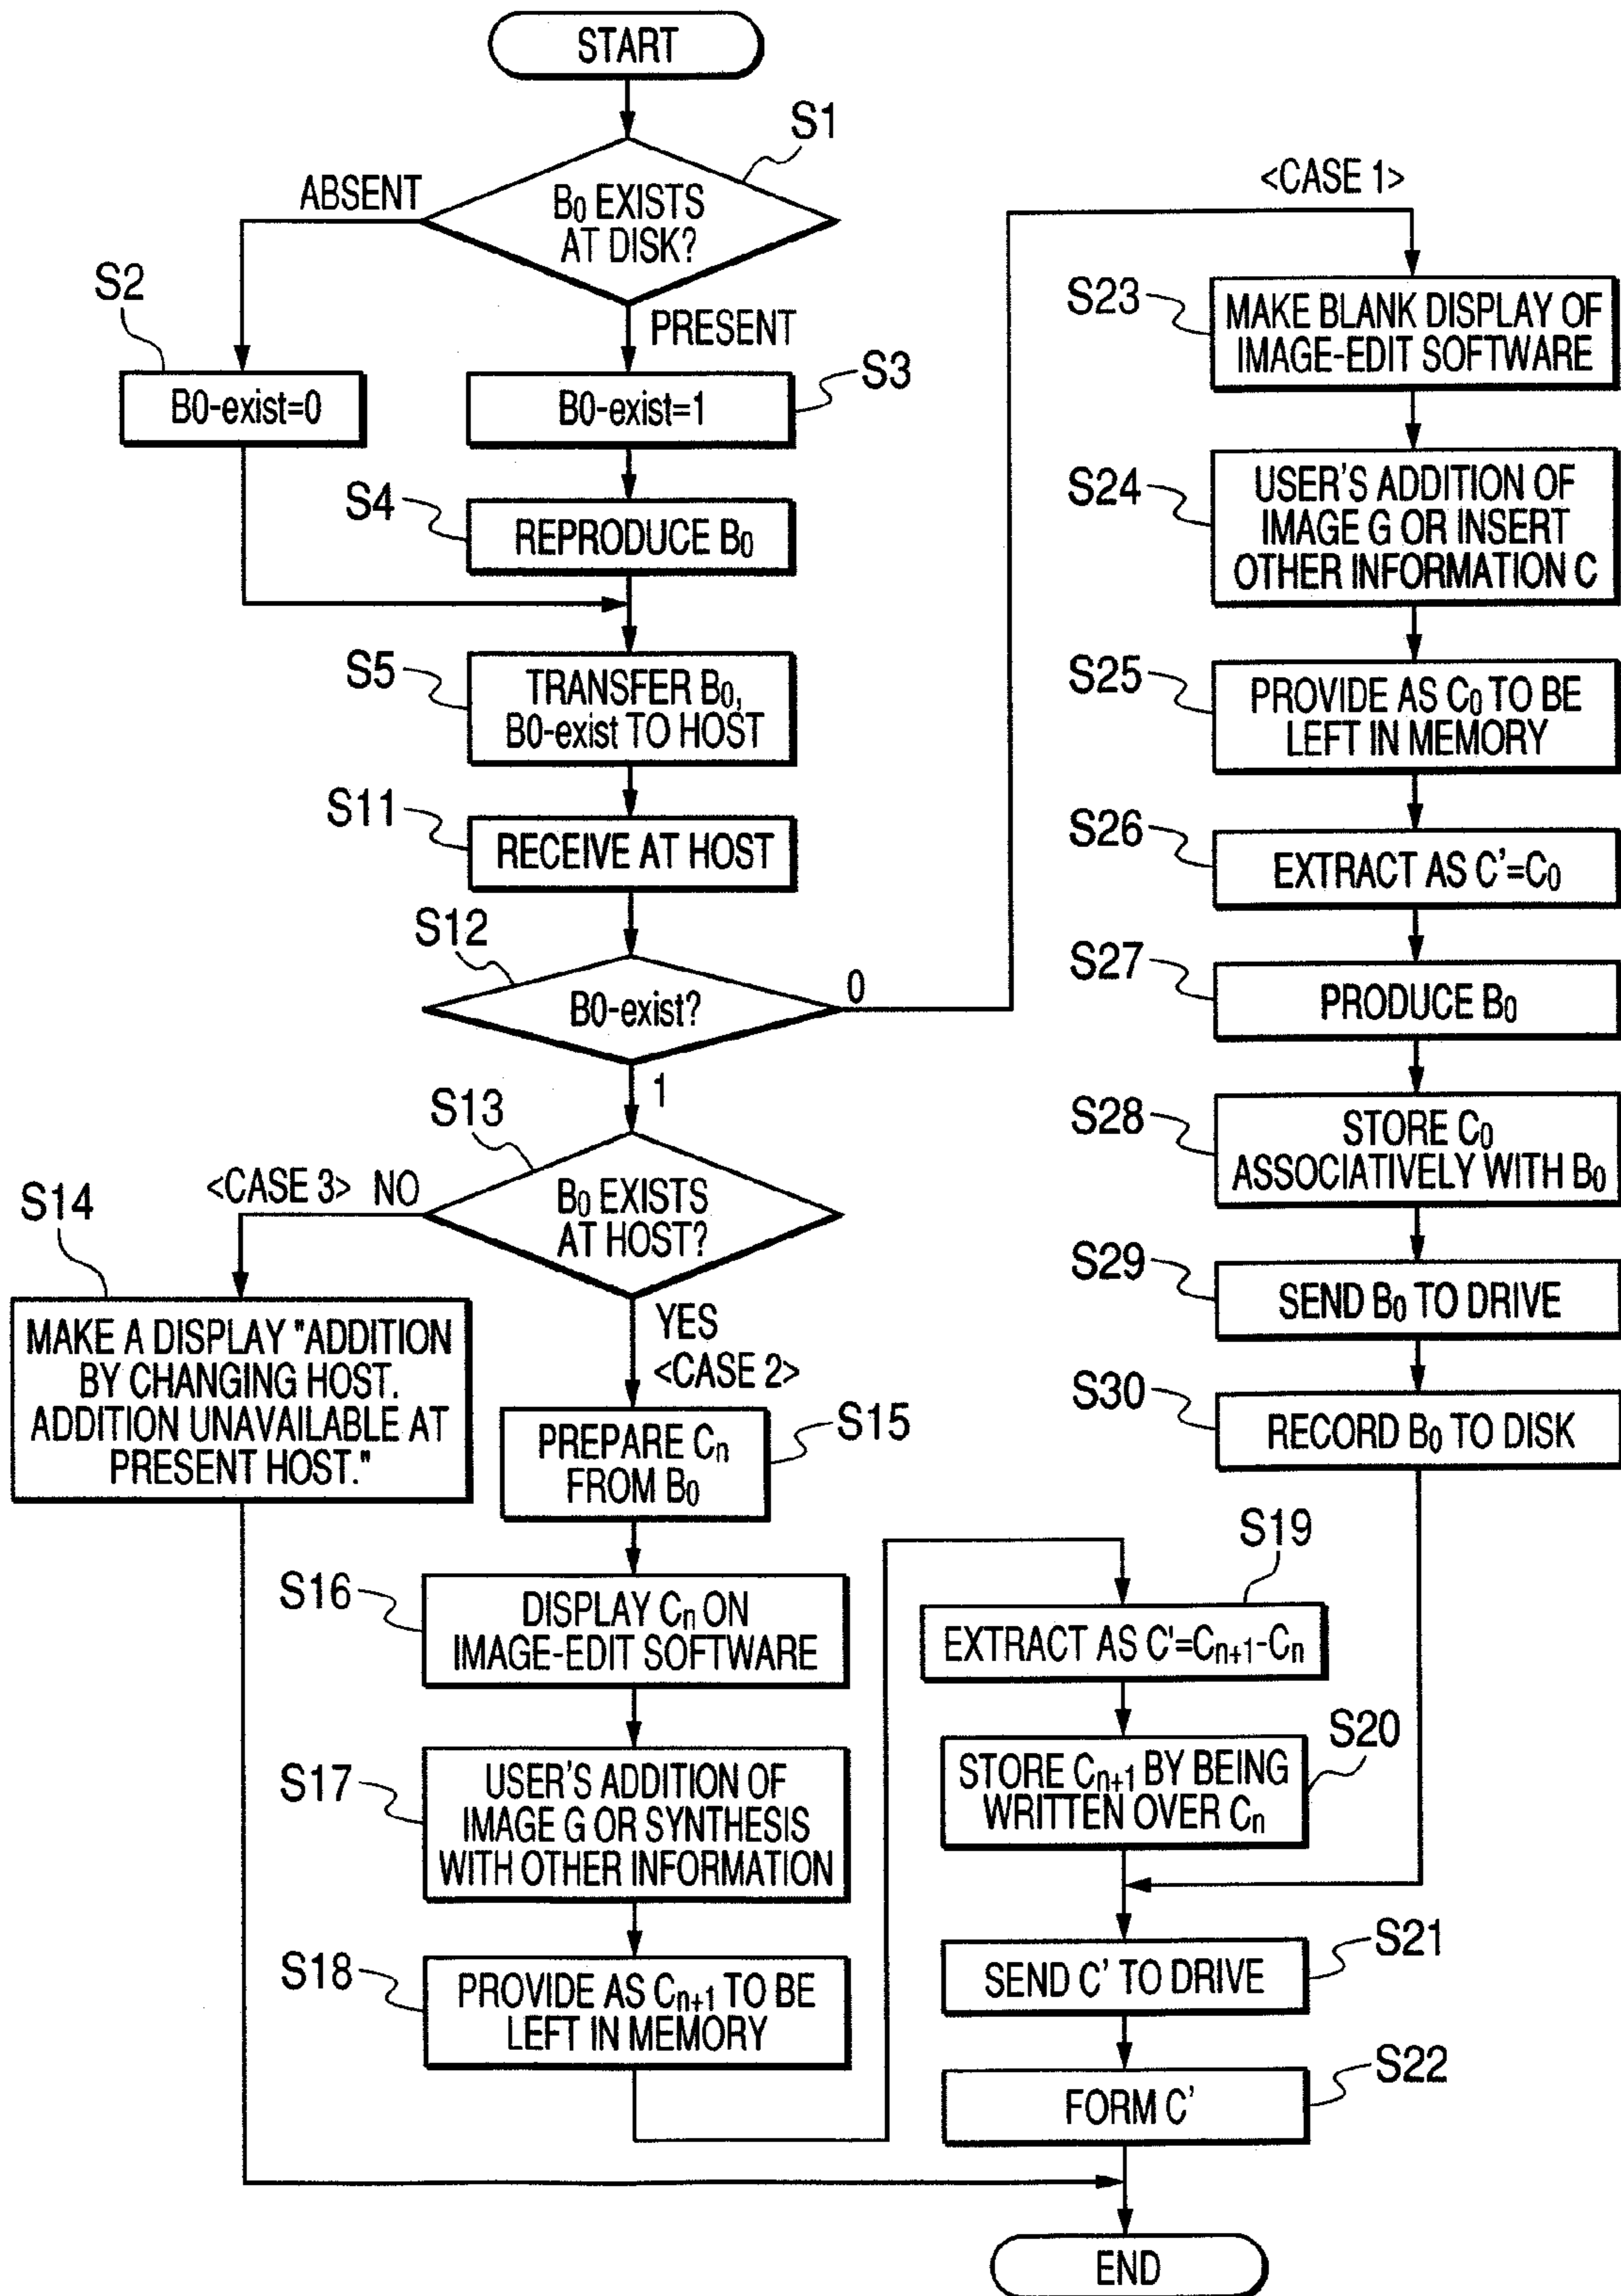 START
S1
B₀ EXISTS
AT DISK?
ABSENT
PRESENT
S2
B0-exist=0
S3
B0-exist=1
S4
REPRODUCE B₀
S5
TRANSFER B₀,
B0-exist TO HOST
S11
RECEIVE AT HOST
S12
B0-exist?
0
1
S13
B₀ EXISTS
AT HOST?
<CASE 3> NO
S14
MAKE A DISPLAY "ADDITION
BY CHANGING HOST.
ADDITION UNAVAILABLE AT
PRESENT HOST."
YES
<CASE 2>
S15
PREPARE Cₙ
FROM B₀
S16
DISPLAY Cₙ ON
IMAGE-EDIT SOFTWARE
S17
USER'S ADDITION OF
IMAGE G OR SYNTHESIS
WITH OTHER INFORMATION
S18
PROVIDE AS Cₙ₊₁ TO BE
LEFT IN MEMORY
S19
EXTRACT AS C'=Cₙ₊₁-Cₙ
S20
STORE Cₙ₊₁ BY BEING
WRITTEN OVER Cₙ
S21
SEND C' TO DRIVE
S22
FORM C'
<CASE 1>
S23
MAKE BLANK DISPLAY OF
IMAGE-EDIT SOFTWARE
S24
USER'S ADDITION OF
IMAGE G OR INSERT
OTHER INFORMATION C
S25
PROVIDE AS C₀ TO BE
LEFT IN MEMORY
S26
EXTRACT AS C'=C₀
S27
PRODUCE B₀
S28
STORE C₀
ASSOCIATIVELY WITH B₀
S29
SEND B₀ TO DRIVE
S30
RECORD B₀ TO DISK
END